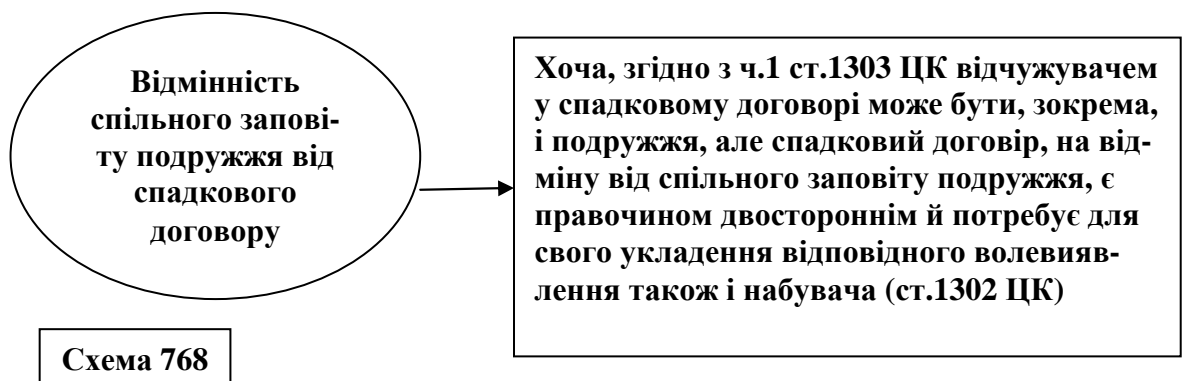 Відмінність
спільного запові-
ту подружжя від
спадкового
договору
Хоча, згідно з ч.1 ст.1303 ЦК відчужувачем
у спадковому договорі може бути, зокрема,
і подружжя, але спадковий договір, на від-
міну від спільного заповіту подружжя, є
правочином двостороннім й потребує для
свого укладення відповідного волевияв-
лення також і набувача (ст.1302 ЦК)
Схема 768